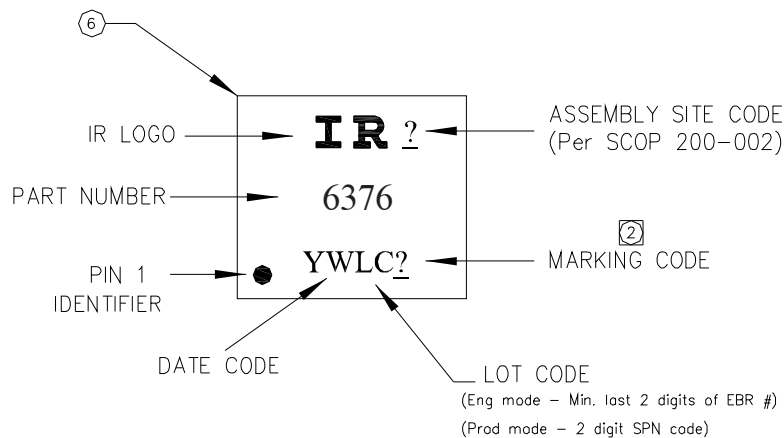 6
IR LOGO
IR ?
ASSEMBLY SITE CODE
(Per SCOP 200-002)
PART NUMBER
6376
2
MARKING CODE
YWLC?
PIN 1
IDENTIFIER
DATE CODE
LOT CODE
(Eng mode - Min. last 2 digits of EBR #)
(Prod mode - 2 digit SPN code)